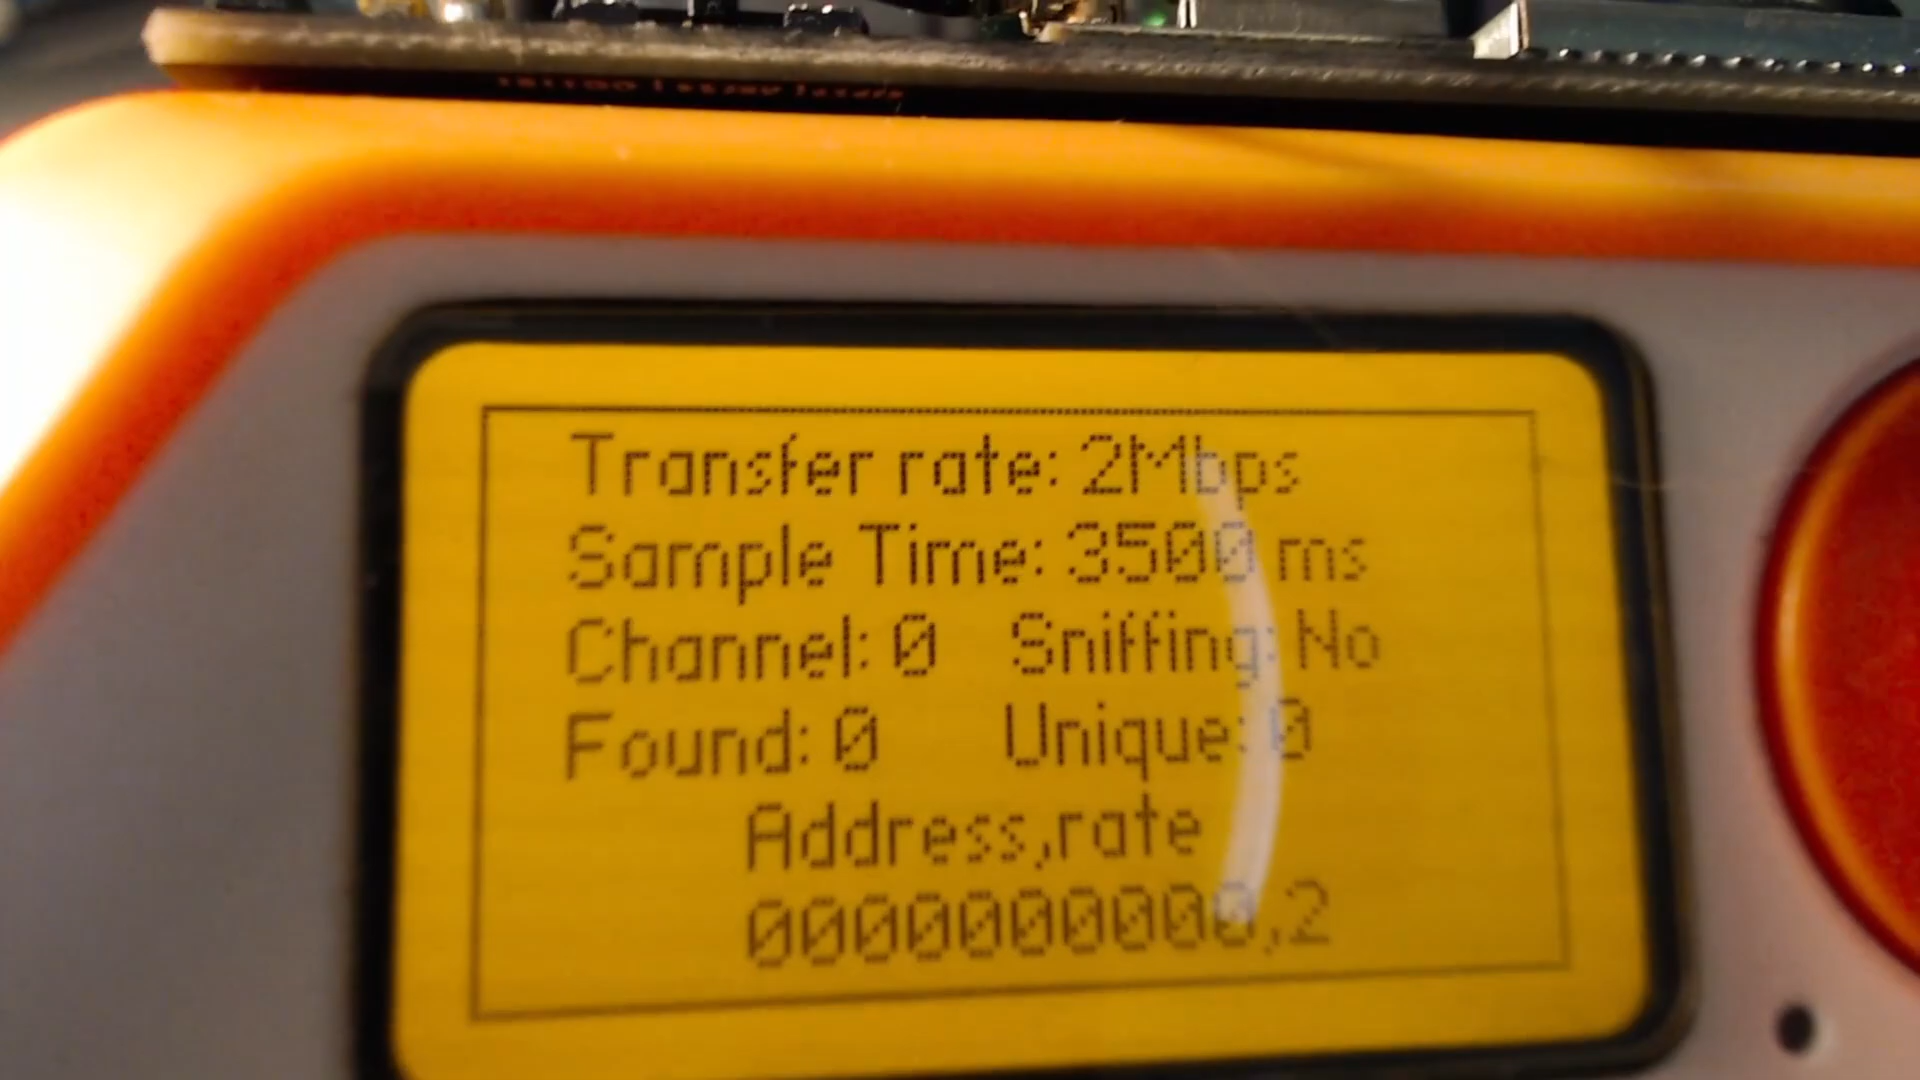 Transfer rate: 2Mbps
Sample Time: 3500 ms
Channel: 0 Sniffing: No
Found: 0 Unique: 0
Address,rate
0000000000,2